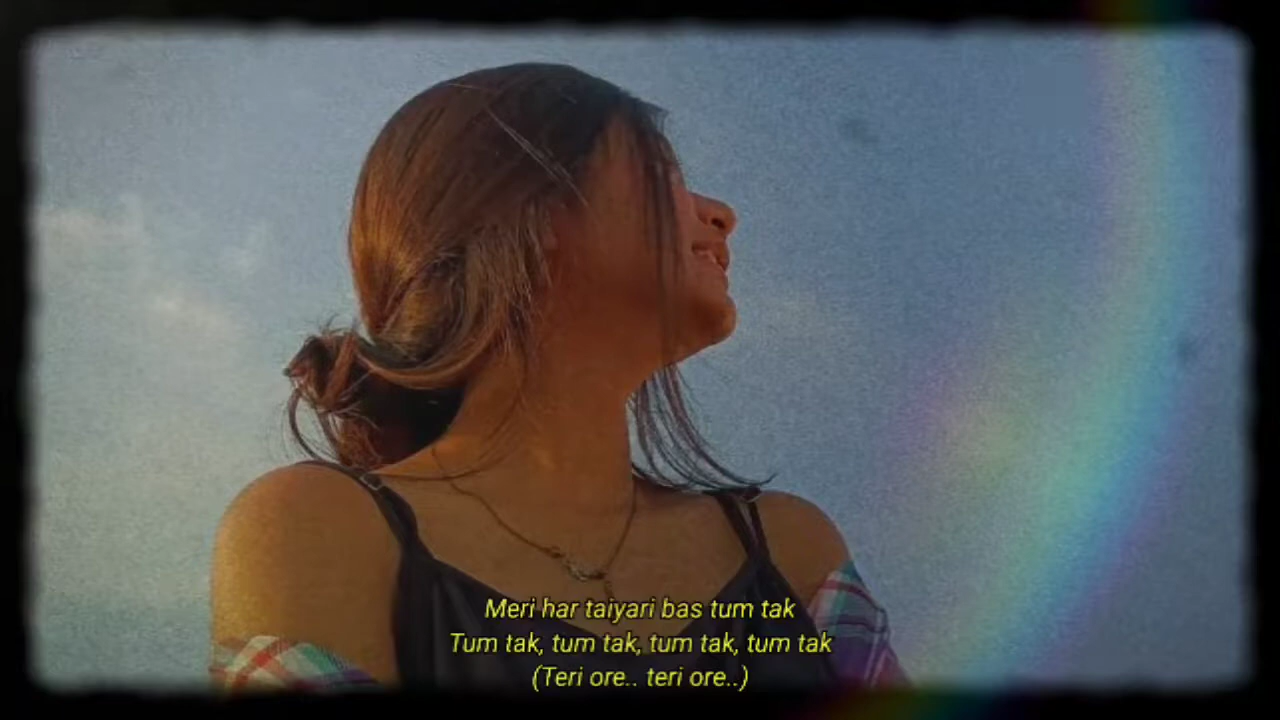 Meri har taiyari bas tum tak
Tum tak, tum tak, tum tak, tum tak
(Teri ore.. teri ore..)